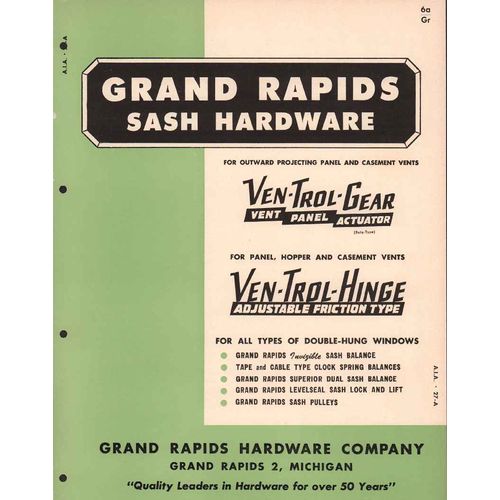 6a
Gr
A.I.A. · 27-A
GRAND RAPIDS
SASH HARDWARE
FOR OUTWARD PROJECTING PANEL AND CASEMENT VENTS
VEN-TROL-GEAR
VENT PANEL ACTUATOR
FOR PANEL, HOPPER AND CASEMENT VENTS
VEN-TROL-HINGE
ADJUSTABLE FRICTION TYPE
FOR ALL TYPES OF DOUBLE-HUNG WINDOWS
GRAND RAPIDS Invizible SASH BALANCE
TAPE and CABLE TYPE CLOCK SPRING BALANCES
GRAND RAPIDS SUPERIOR DUAL SASH BALANCE
GRAND RAPIDS LEVELSEAL SASH LOCK AND LIFT
GRAND RAPIDS SASH PULLEYS
A.I.A. · 27-A
GRAND RAPIDS HARDWARE COMPANY
GRAND RAPIDS 2, MICHIGAN
"Quality Leaders in Hardware for over 50 Years"